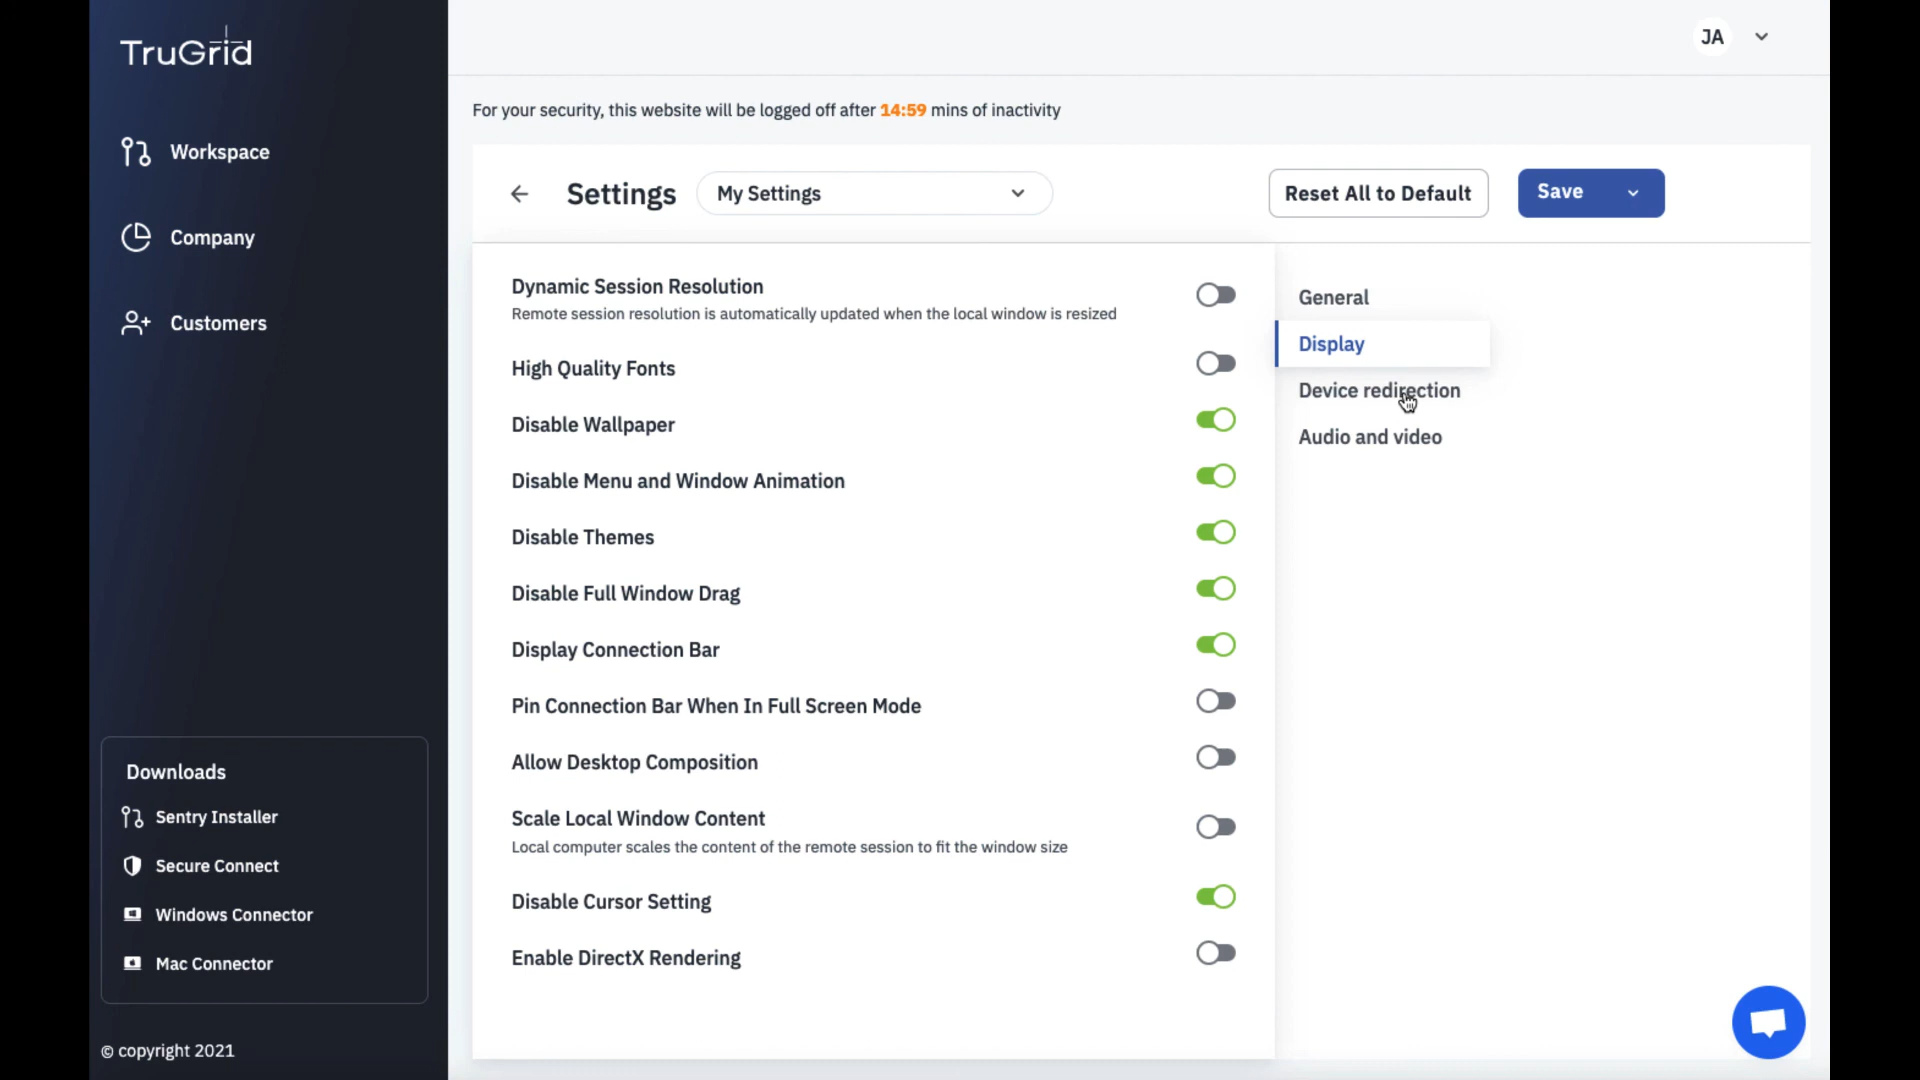 TruGrid
JA
For your security, this website will be logged off after 14:59 mins of inactivity
Workspace
Company
Customers
Settings
My Settings
Reset All to Default
Save
Dynamic Session Resolution
Remote session resolution is automatically updated when the local window is resized
High Quality Fonts
Disable Wallpaper
Disable Menu and Window Animation
Disable Themes
Disable Full Window Drag
Display Connection Bar
Pin Connection Bar When In Full Screen Mode
Allow Desktop Composition
Scale Local Window Content
Local computer scales the content of the remote session to fit the window size
Disable Cursor Setting
Enable DirectX Rendering
General
Display
Device redirection
Audio and video
Downloads
Sentry Installer
Secure Connect
Windows Connector
Mac Connector
© copyright 2021